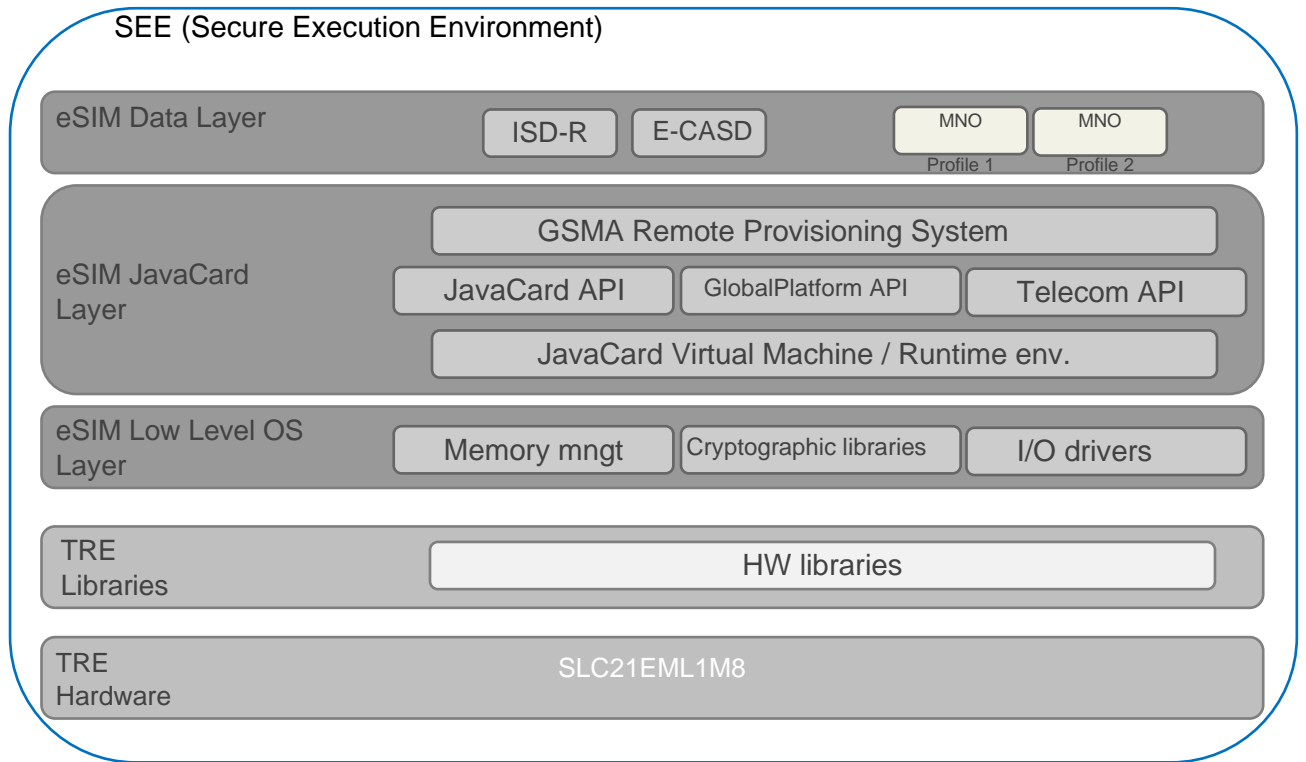 SEE (Secure Execution Environment)
eSIM Data Layer
ISD-R
E-CASD
MNO
Profile 1
MNO
Profile 2
eSIM JavaCard
Layer
GSMA Remote Provisioning System
JavaCard API
GlobalPlatform API
Telecom API
JavaCard Virtual Machine / Runtime env.
eSIM Low Level OS
Layer
Memory mngt
Cryptographic libraries
I/O drivers
TRE
Libraries
HW libraries
TRE
Hardware
SLC21EML1M8